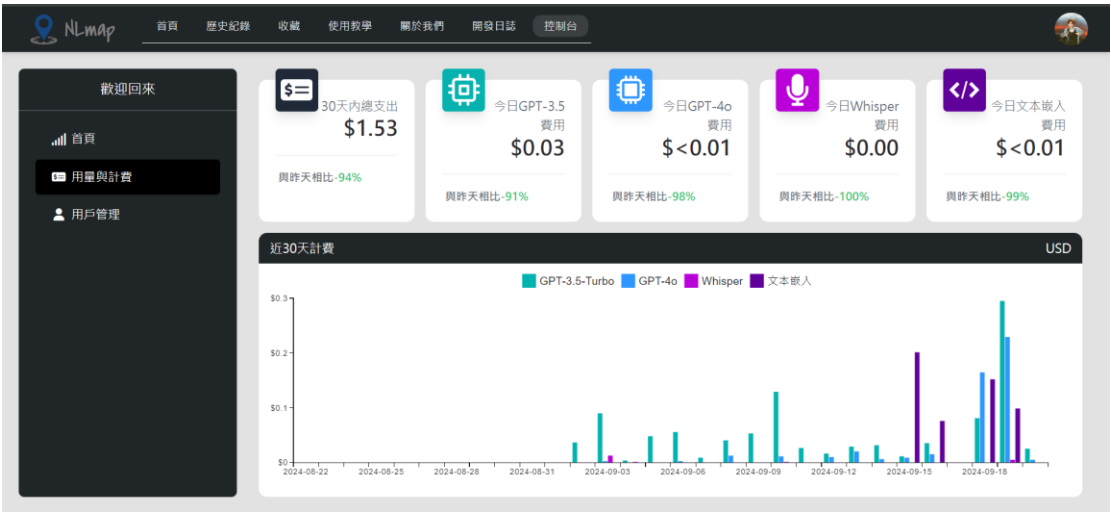 NLmap 首頁 歷史紀錄 收藏 使用教學 關於我們 開發日誌 控制台
歡迎回來
首頁
用量與計費
用戶管理
30天內總支出
$1.53
與昨天相比-94%
今日GPT-3.5
費用
$0.03
與昨天相比-91%
今日GPT-4o
費用
$<0.01
與昨天相比-98%
今日Whisper
費用
$0.00
與昨天相比-100%
今日文本嵌入
費用
$<0.01
與昨天相比-99%
近30天計費 USD
GPT-3.5-Turbo GPT-4o Whisper 文本嵌入
$0.3
$0.2
$0.1
$0
2024-08-22 2024-08-25 2024-08-28 2024-08-31 2024-09-03 2024-09-06 2024-09-09 2024-09-12 2024-09-15 2024-09-18